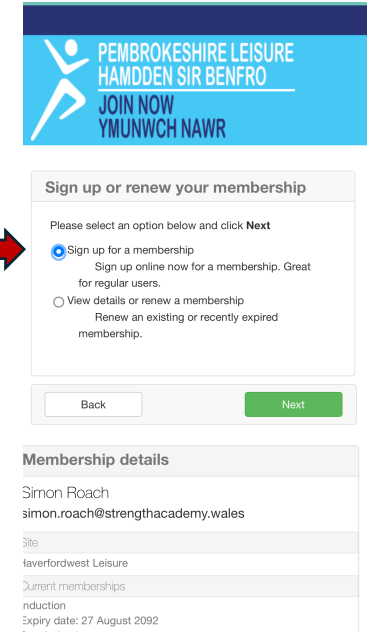 PEMBROKESHIRE LEISURE
HAMDDEN SIR BENFRO
JOIN NOW
YMUNWCH NAWR
Sign up or renew your membership
Please select an option below and click Next
Sign up for a membership
Sign up online now for a membership. Great
for regular users.
View details or renew a membership
Renew an existing or recently expired
membership.
Back
Next
Membership details
Simon Roach
simon.roach@strengthacademy.wales
Site
Haverfordwest Leisure
Current memberships
nduction
Expiry date: 27 August 2092